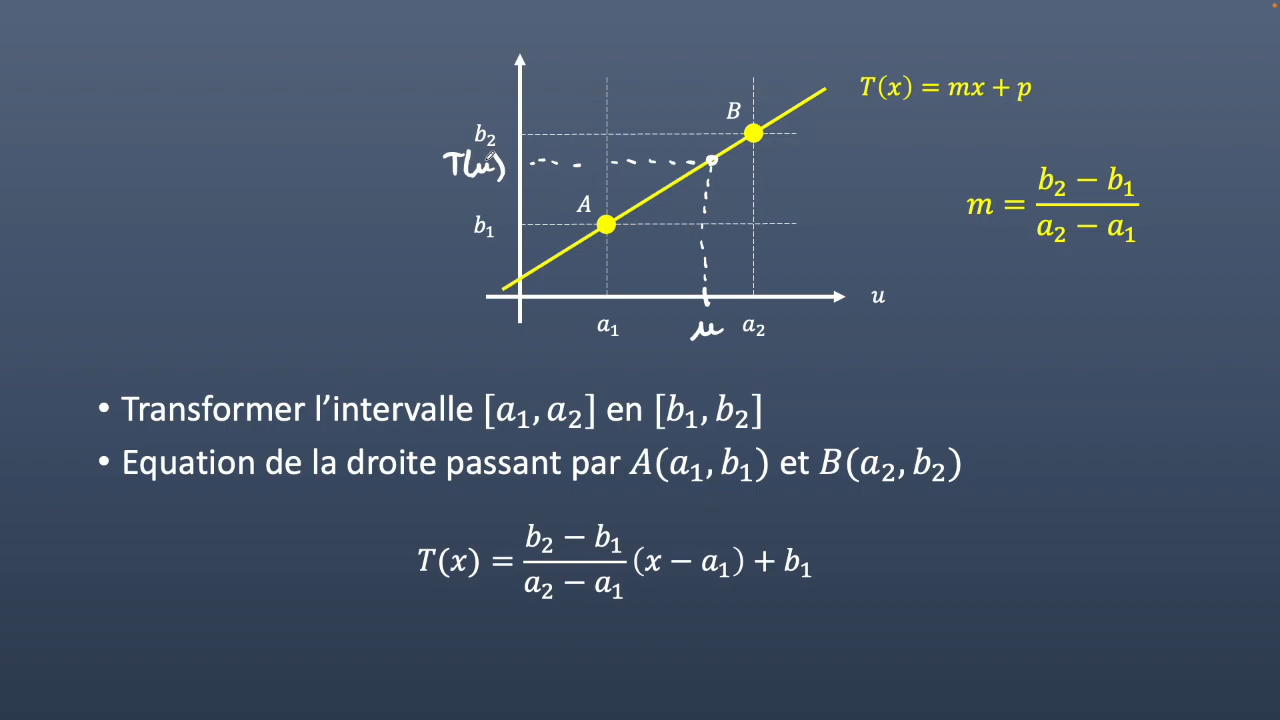 T(x) = mx + p
B
b₂
T(u)
m = (b₂ − b₁)/(a₂ − a₁)
A
b₁
u
a₁ u a₂
• Transformer l’intervalle [a₁, a₂] en [b₁, b₂]
• Equation de la droite passant par A(a₁, b₁) et B(a₂, b₂)
T(x) = (b₂ − b₁)/(a₂ − a₁) (x − a₁) + b₁